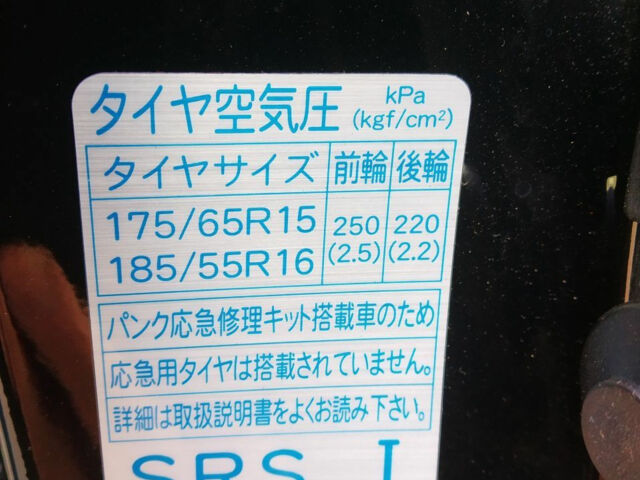 タイヤ空気圧 kPa (kgf/cm²)
タイヤサイズ 前輪 後輪
175/65R15 250 220
185/55R16 (2.5) (2.2)
パンク応急修理キット搭載車のため
応急用タイヤは搭載されていません。
詳細は取扱説明書をよくお読み下さい。
SRS I